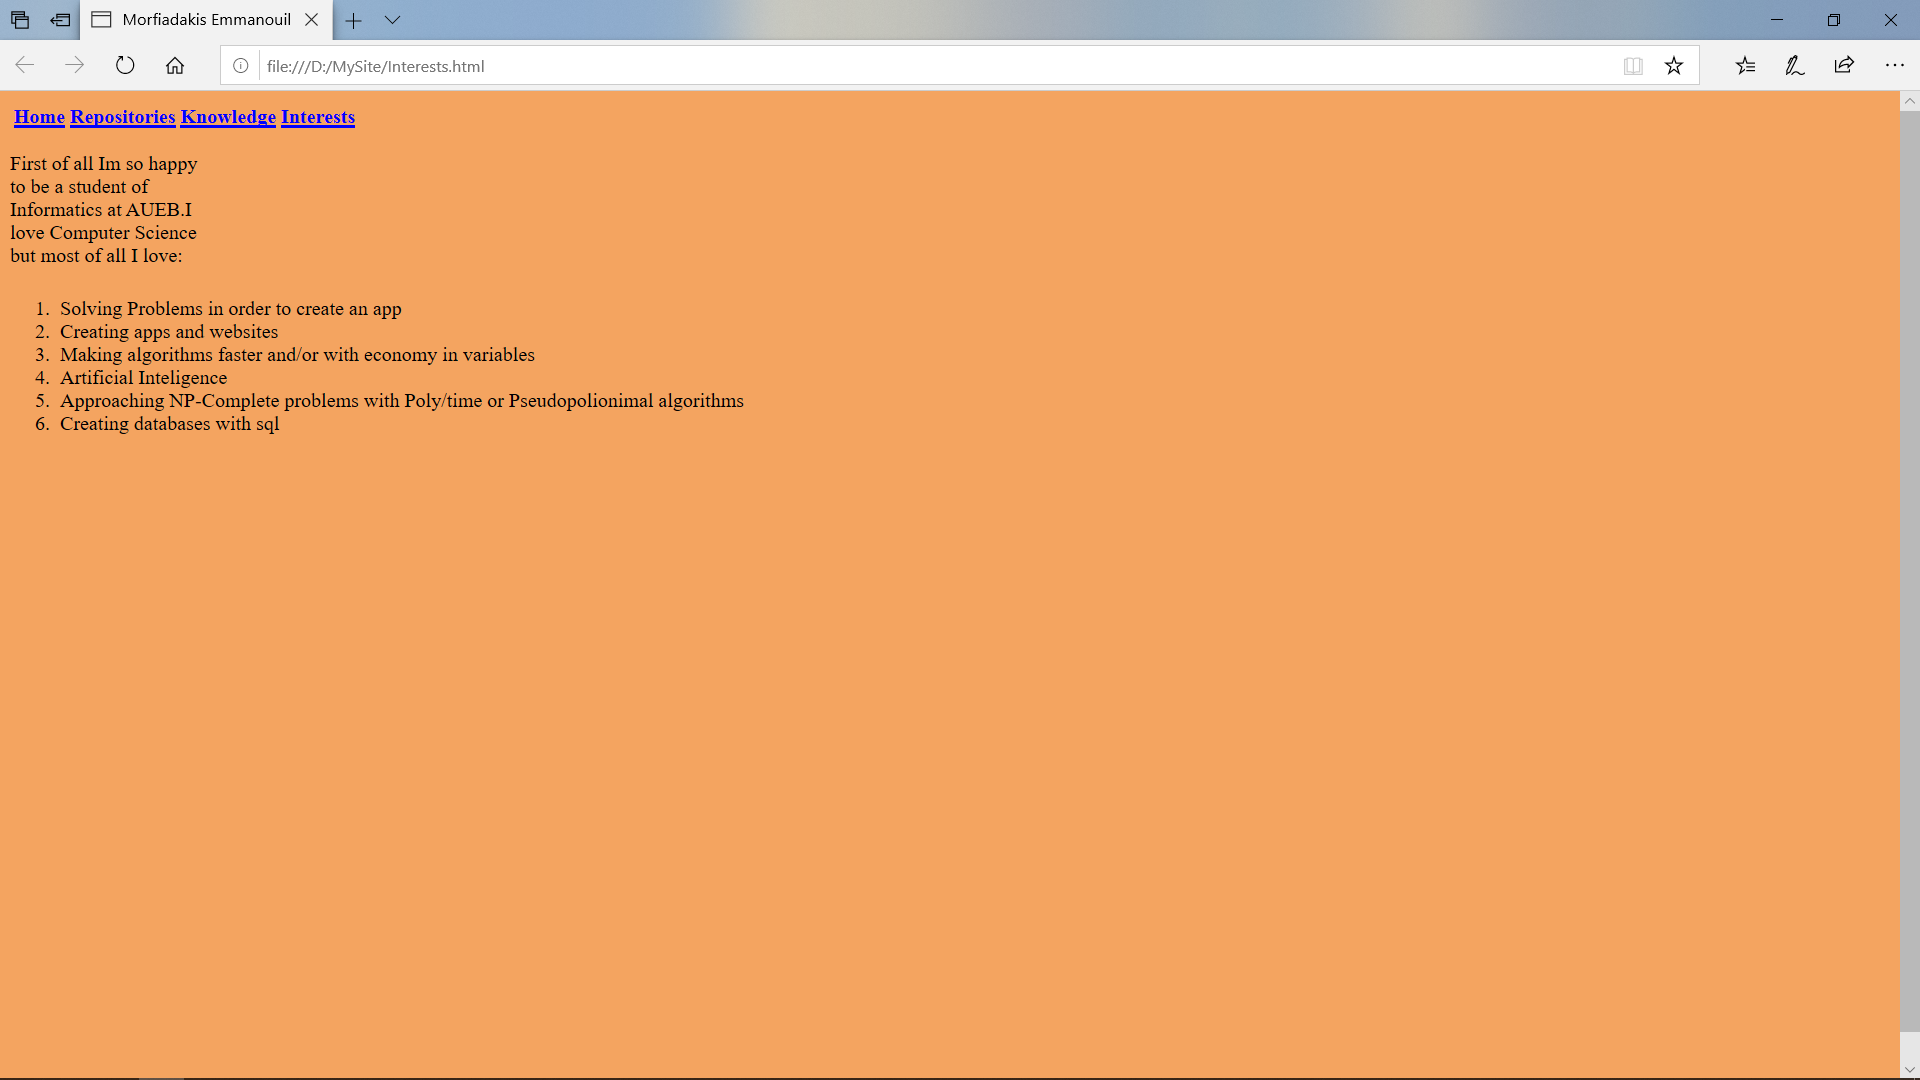 Morfiadakis Emmanouil
file:///D:/MySite/Interests.html
Home Repositories Knowledge Interests
First of all Im so happy
to be a student of
Informatics at AUEB.I
love Computer Science
but most of all I love:
1. Solving Problems in order to create an app
2. Creating apps and websites
3. Making algorithms faster and/or with economy in variables
4. Artificial Inteligence
5. Approaching NP-Complete problems with Poly/time or Pseudopolionimal algorithms
6. Creating databases with sql